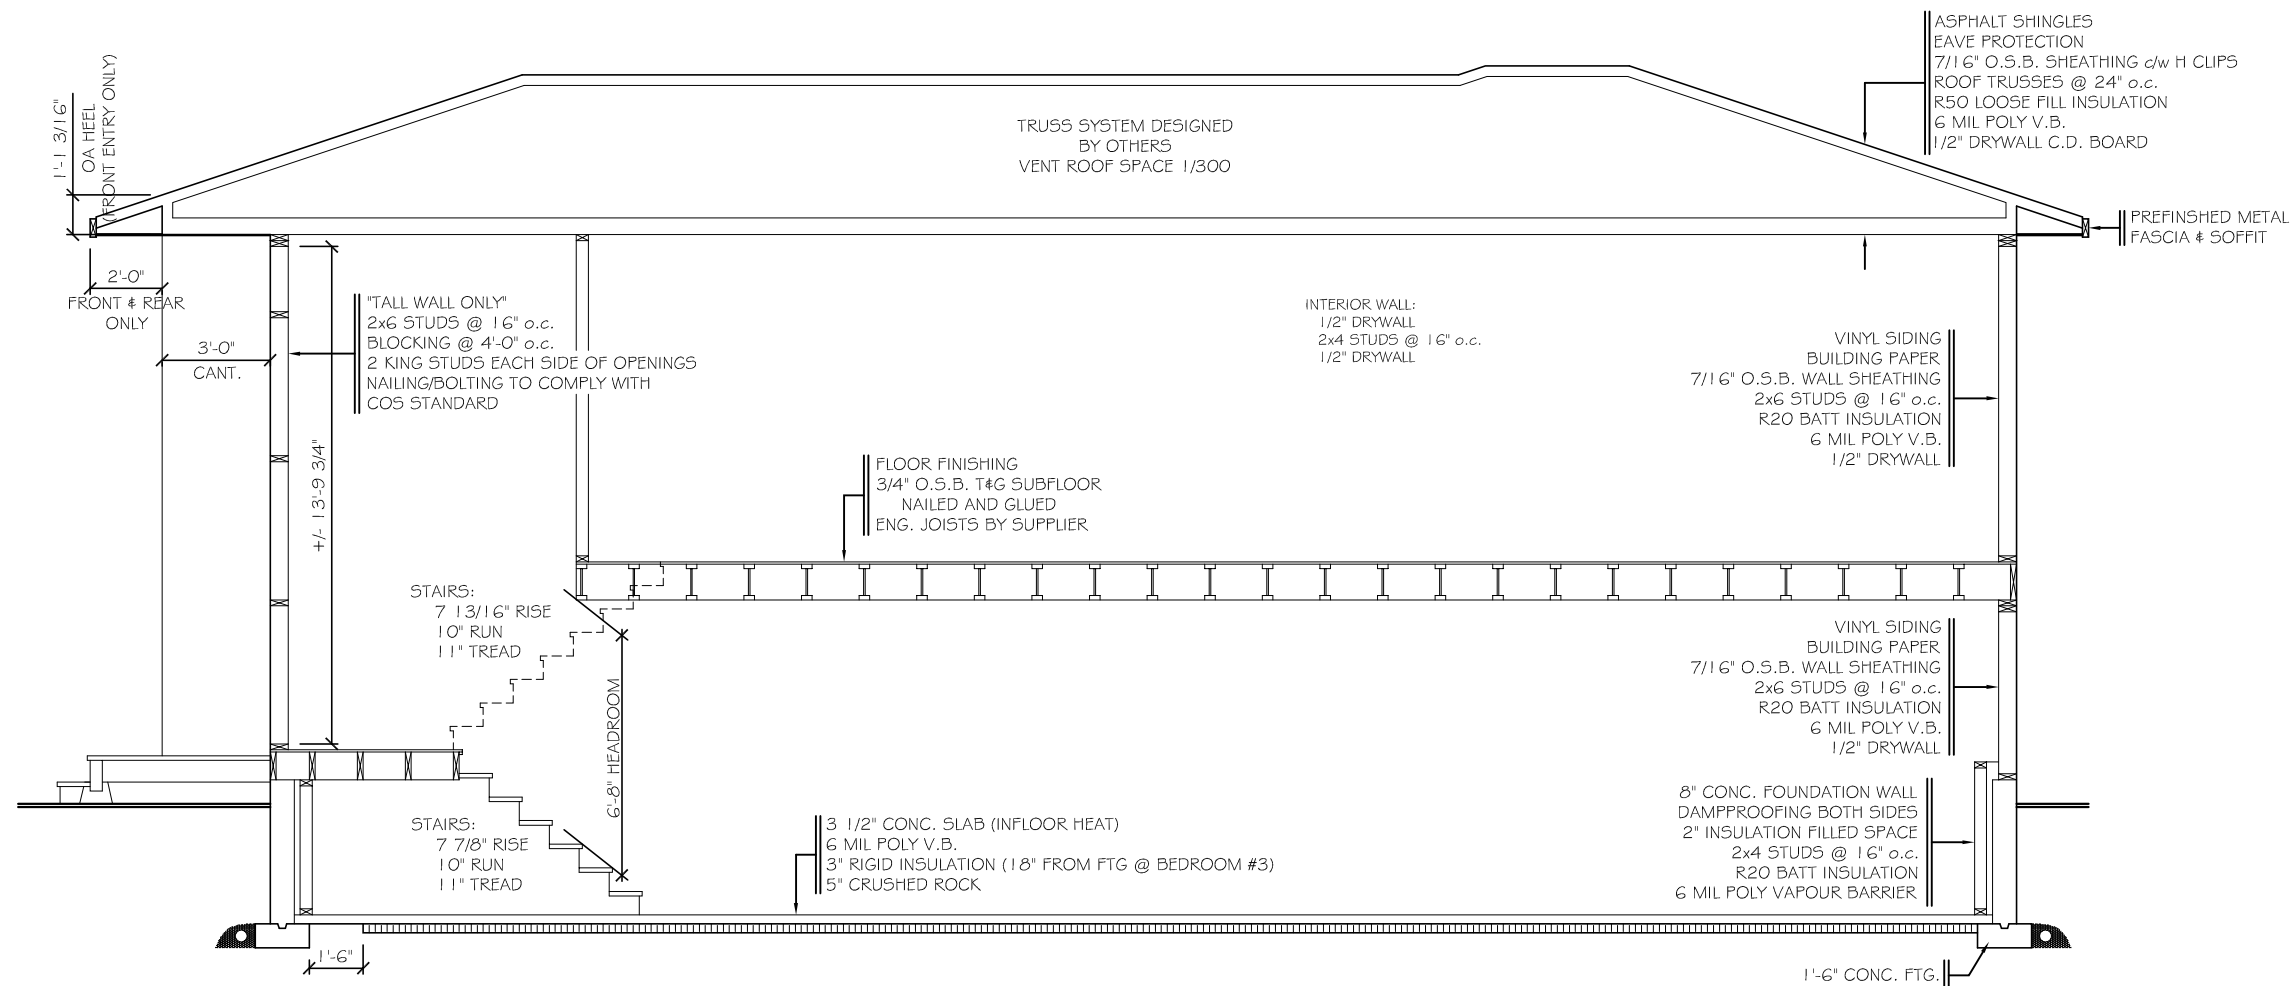 ASPHALT SHINGLES
EAVE PROTECTION
7/16" O.S.B. SHEATHING c/w H CLIPS
ROOF TRUSSES @ 24" o.c.
R50 LOOSE FILL INSULATION
6 MIL POLY V.B.
1/2" DRYWALL C.D. BOARD
1'-1 3/16"
OA HEEL
(FRONT ENTRY ONLY)
TRUSS SYSTEM DESIGNED
BY OTHERS
VENT ROOF SPACE 1/300
PREFINSHED METAL
FASCIA & SOFFIT
2'-0"
FRONT & REAR
ONLY
3'-0"
CANT.
"TALL WALL ONLY"
2x6 STUDS @ 16" o.c.
BLOCKING @ 4'-0" o.c.
2 KING STUDS EACH SIDE OF OPENINGS
NAILING/BOLTING TO COMPLY WITH
COS STANDARD
+/- 13'-9 3/4"
INTERIOR WALL:
1/2" DRYWALL
2x4 STUDS @ 16" o.c.
1/2" DRYWALL
VINYL SIDING
BUILDING PAPER
7/16" O.S.B. WALL SHEATHING
2x6 STUDS @ 16" o.c.
R20 BATT INSULATION
6 MIL POLY V.B.
1/2" DRYWALL
FLOOR FINISHING
3/4" O.S.B. T&G SUBFLOOR
NAILED AND GLUED
ENG. JOISTS BY SUPPLIER
STAIRS:
7 13/16" RISE
10" RUN
11" TREAD
6'-8" HEADROOM
VINYL SIDING
BUILDING PAPER
7/16" O.S.B. WALL SHEATHING
2x6 STUDS @ 16" o.c.
R20 BATT INSULATION
6 MIL POLY V.B.
1/2" DRYWALL
STAIRS:
7 7/8" RISE
10" RUN
11" TREAD
3 1/2" CONC. SLAB (INFLOOR HEAT)
6 MIL POLY V.B.
3" RIGID INSULATION (18" FROM FTG @ BEDROOM #3)
5" CRUSHED ROCK
8" CONC. FOUNDATION WALL
DAMPPROOFING BOTH SIDES
2" INSULATION FILLED SPACE
2x4 STUDS @ 16" o.c.
R20 BATT INSULATION
6 MIL POLY VAPOUR BARRIER
1'-6"
1'-6" CONC. FTG.